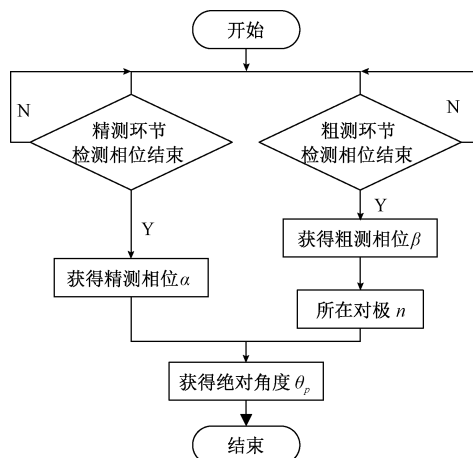 开始
N
N
精测环节
检测相位结束
粗测环节
检测相位结束
Y
Y
获得精测相位α
获得粗测相位β
所在对极 n
获得绝对角度 θp
结束